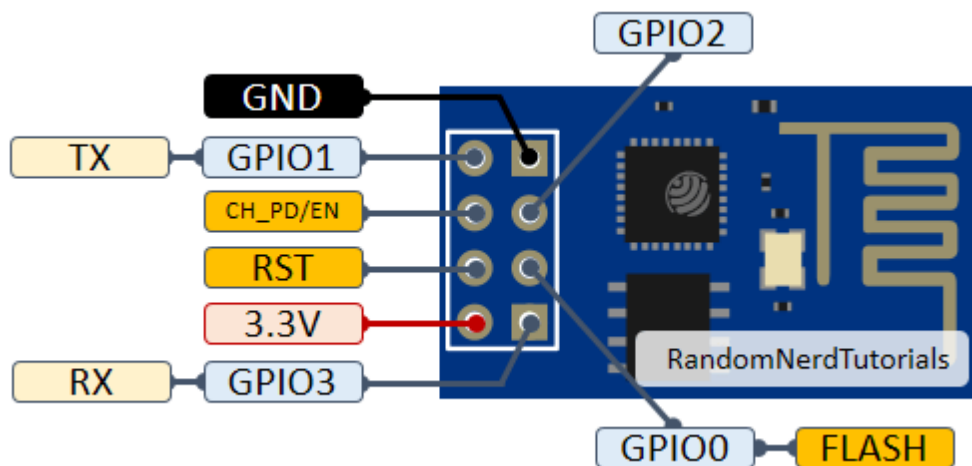 GPIO2
GND
TX GPIO1
CH_PD/EN
RST
3.3V
RandomNerdTutorials
RX GPIO3
GPIO0 FLASH